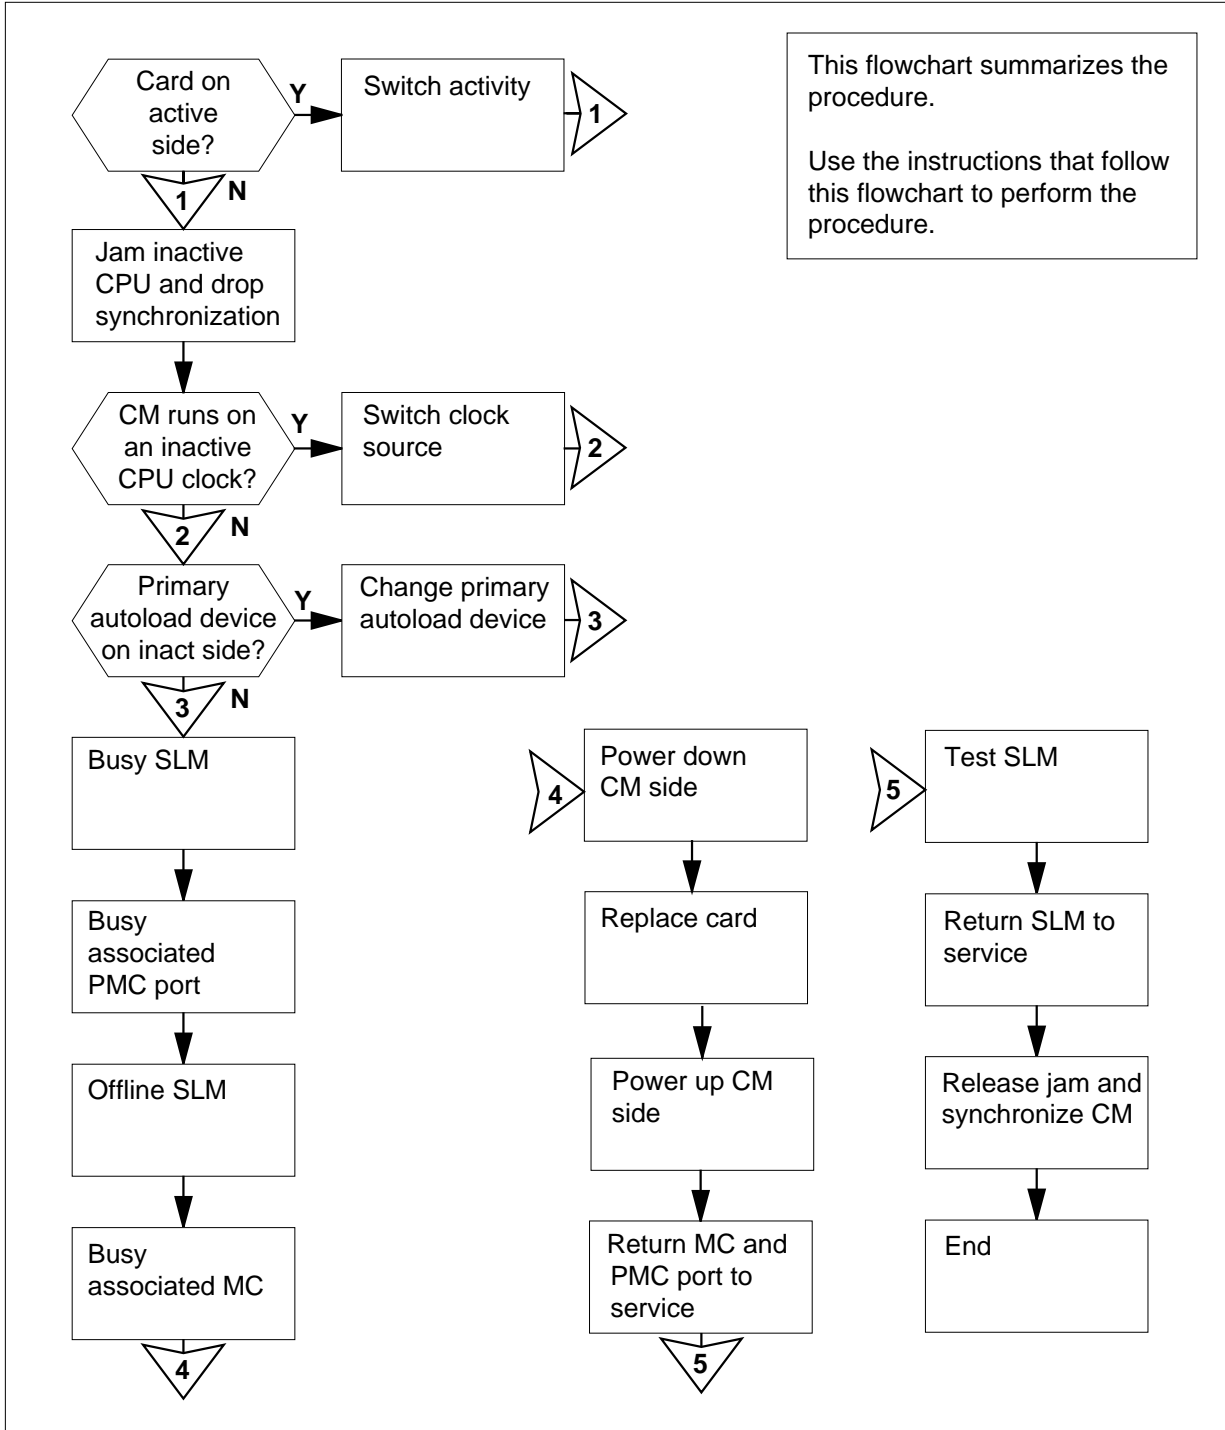 Card on
active
side?
Y
Switch activity
1
This flowchart summarizes the
procedure.
Use the instructions that follow
this flowchart to perform the
procedure.
1
N
Jam inactive
CPU and drop
synchronization
CM runs on
an inactive
CPU clock?
Y
Switch clock
source
2
2
N
Primary
autoload device
on inact side?
Y
Change primary
autoload device
3
3
N
Busy SLM
Busy
associated
PMC port
Offline SLM
Busy
associated MC
4
4
Power down
CM side
Replace card
Power up CM
side
Return MC and
PMC port to
service
5
5
Test SLM
Return SLM to
service
Release jam and
synchronize CM
End